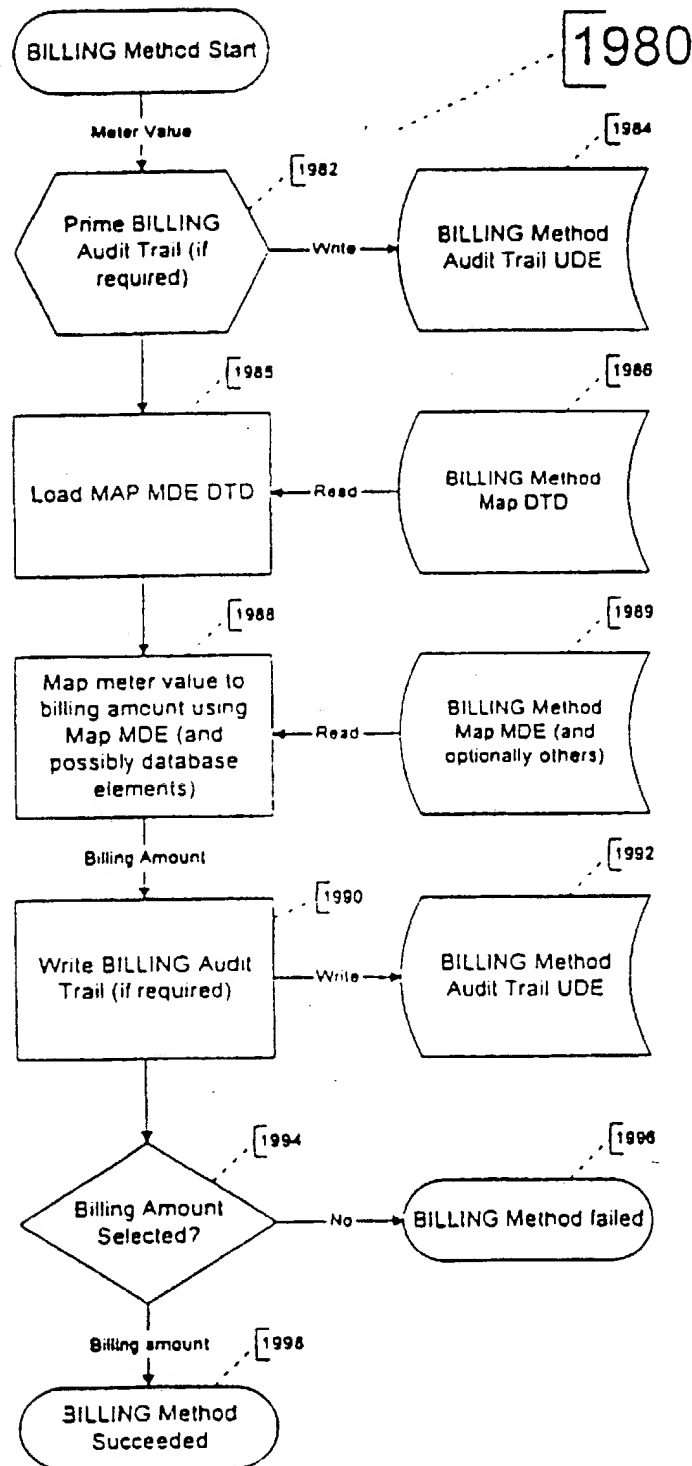 BILLING Method Start
1980
Meter Value
1982
1984
Prime BILLING
Audit Trail (if
required)
Write
BILLING Method
Audit Trail UDE
1985
1986
Load MAP MDE DTD
Read
BILLING Method
Map DTD
1988
1989
Map meter value to
billing amount using
Map MDE (and
possibly database
elements)
Read
BILLING Method
Map MDE (and
optionally others)
Billing Amount
1990
1992
Write BILLING Audit
Trail (if required)
Write
BILLING Method
Audit Trail UDE
1994
1996
Billing Amount
Selected?
No
BILLING Method failed
Billing amount
1998
BILLING Method
Succeeded